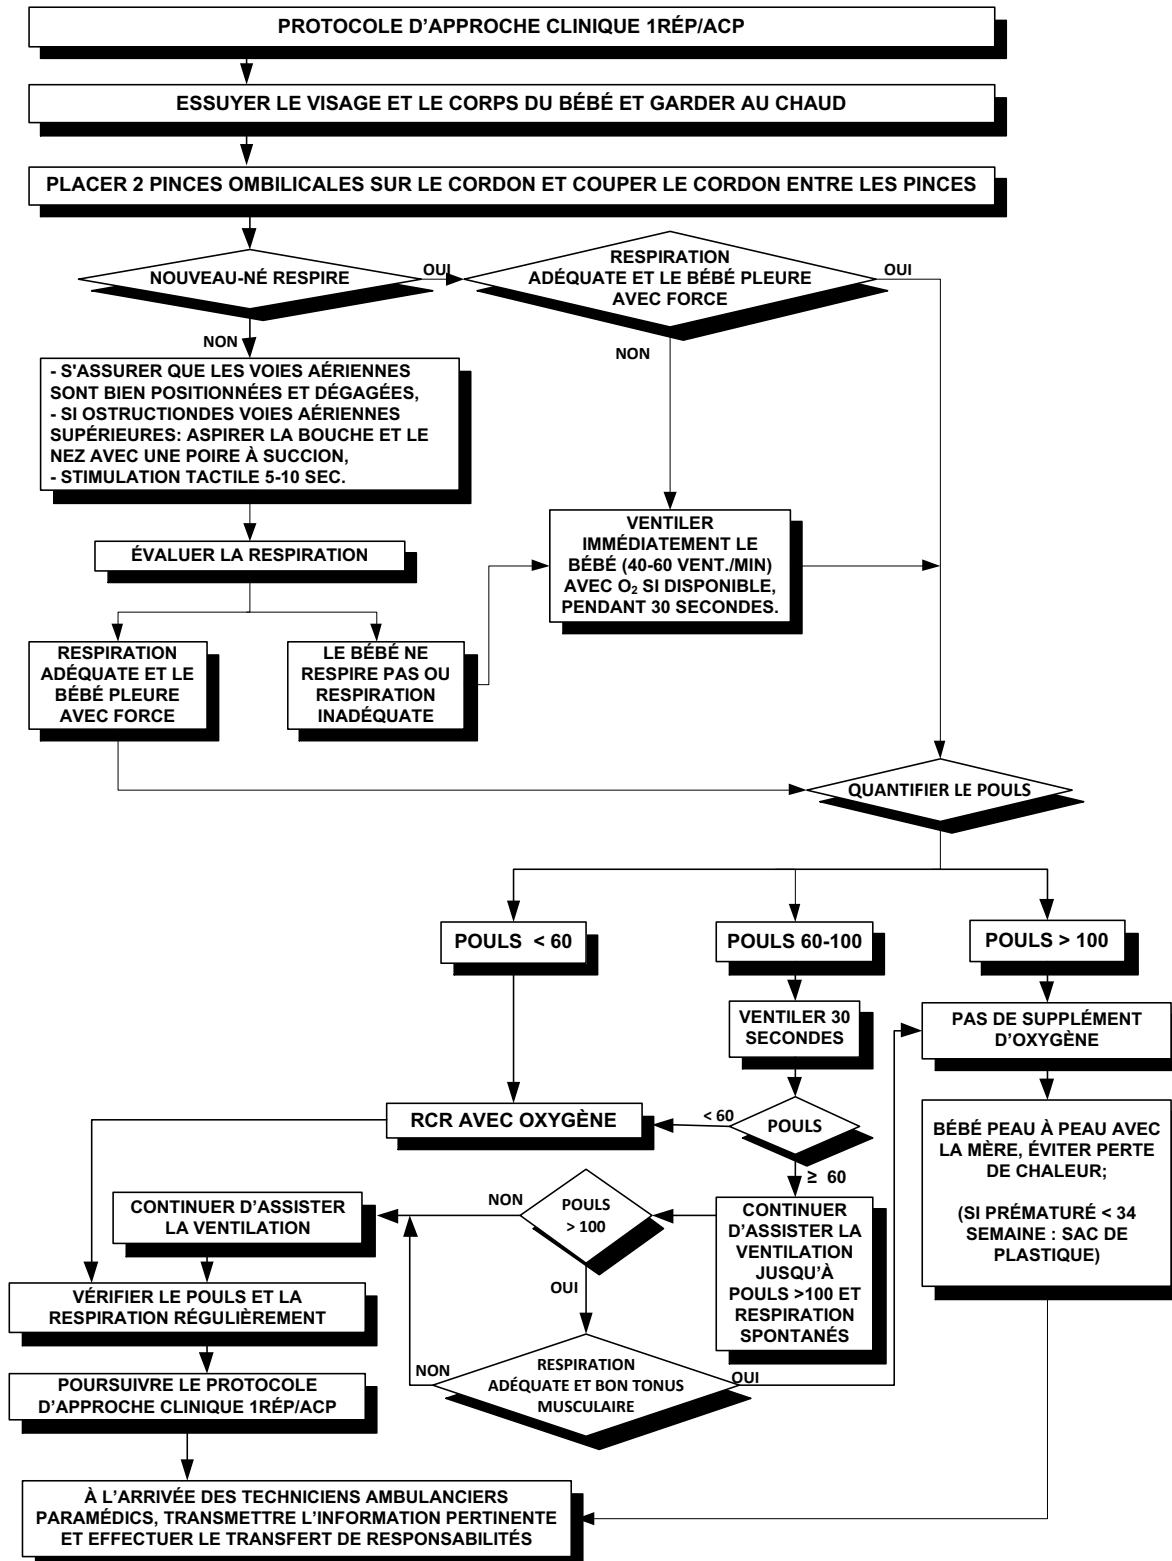 PROTOCOLE D’APPROCHE CLINIQUE 1RÉP/ACP
ESSUYER LE VISAGE ET LE CORPS DU BÉBÉ ET GARDER AU CHAUD
PLACER 2 PINCES OMBILICALES SUR LE CORDON ET COUPER LE CORDON ENTRE LES PINCES
NOUVEAU-NÉ RESPIRE
OUI
RESPIRATION
ADÉQUATE ET LE BÉBÉ PLEURE
AVEC FORCE
OUI
NON
NON
- S'ASSURER QUE LES VOIES AÉRIENNES
SONT BIEN POSITIONNÉES ET DÉGAGÉES,
- SI OSTRUCTIONDES VOIES AÉRIENNES
SUPÉRIEURES: ASPIRER LA BOUCHE ET LE
NEZ AVEC UNE POIRE À SUCCION,
- STIMULATION TACTILE 5-10 SEC.
ÉVALUER LA RESPIRATION
VENTILER
IMMÉDIATEMENT LE
BÉBÉ (40-60 VENT./MIN)
AVEC O₂ SI DISPONIBLE,
PENDANT 30 SECONDES.
RESPIRATION
ADÉQUATE ET LE
BÉBÉ PLEURE
AVEC FORCE
LE BÉBÉ NE
RESPIRE PAS OU
RESPIRATION
INADÉQUATE
QUANTIFIER LE POULS
POULS < 60
POULS 60-100
POULS > 100
VENTILER 30
SECONDES
PAS DE SUPPLÉMENT
D’OXYGÈNE
RCR AVEC OXYGÈNE
< 60
POULS
≥ 60
BÉBÉ PEAU À PEAU AVEC
LA MÈRE, ÉVITER PERTE
DE CHALEUR;
(SI PRÉMATURÉ < 34
SEMAINE : SAC DE
PLASTIQUE)
CONTINUER D’ASSISTER
LA VENTILATION
NON
POULS
> 100
OUI
CONTINUER
D’ASSISTER LA
VENTILATION
JUSQU’À
POULS >100 ET
RESPIRATION
SPONTANÉS
VÉRIFIER LE POULS ET LA
RESPIRATION RÉGULIÈREMENT
NON
RESPIRATION
ADÉQUATE ET BON TONUS
MUSCULAIRE
OUI
POURSUIVRE LE PROTOCOLE
D’APPROCHE CLINIQUE 1RÉP/ACP
À L’ARRIVÉE DES TECHNICIENS AMBULANCIERS
PARAMÉDICS, TRANSMETTRE L’INFORMATION PERTINENTE
ET EFFECTUER LE TRANSFERT DE RESPONSABILITÉS